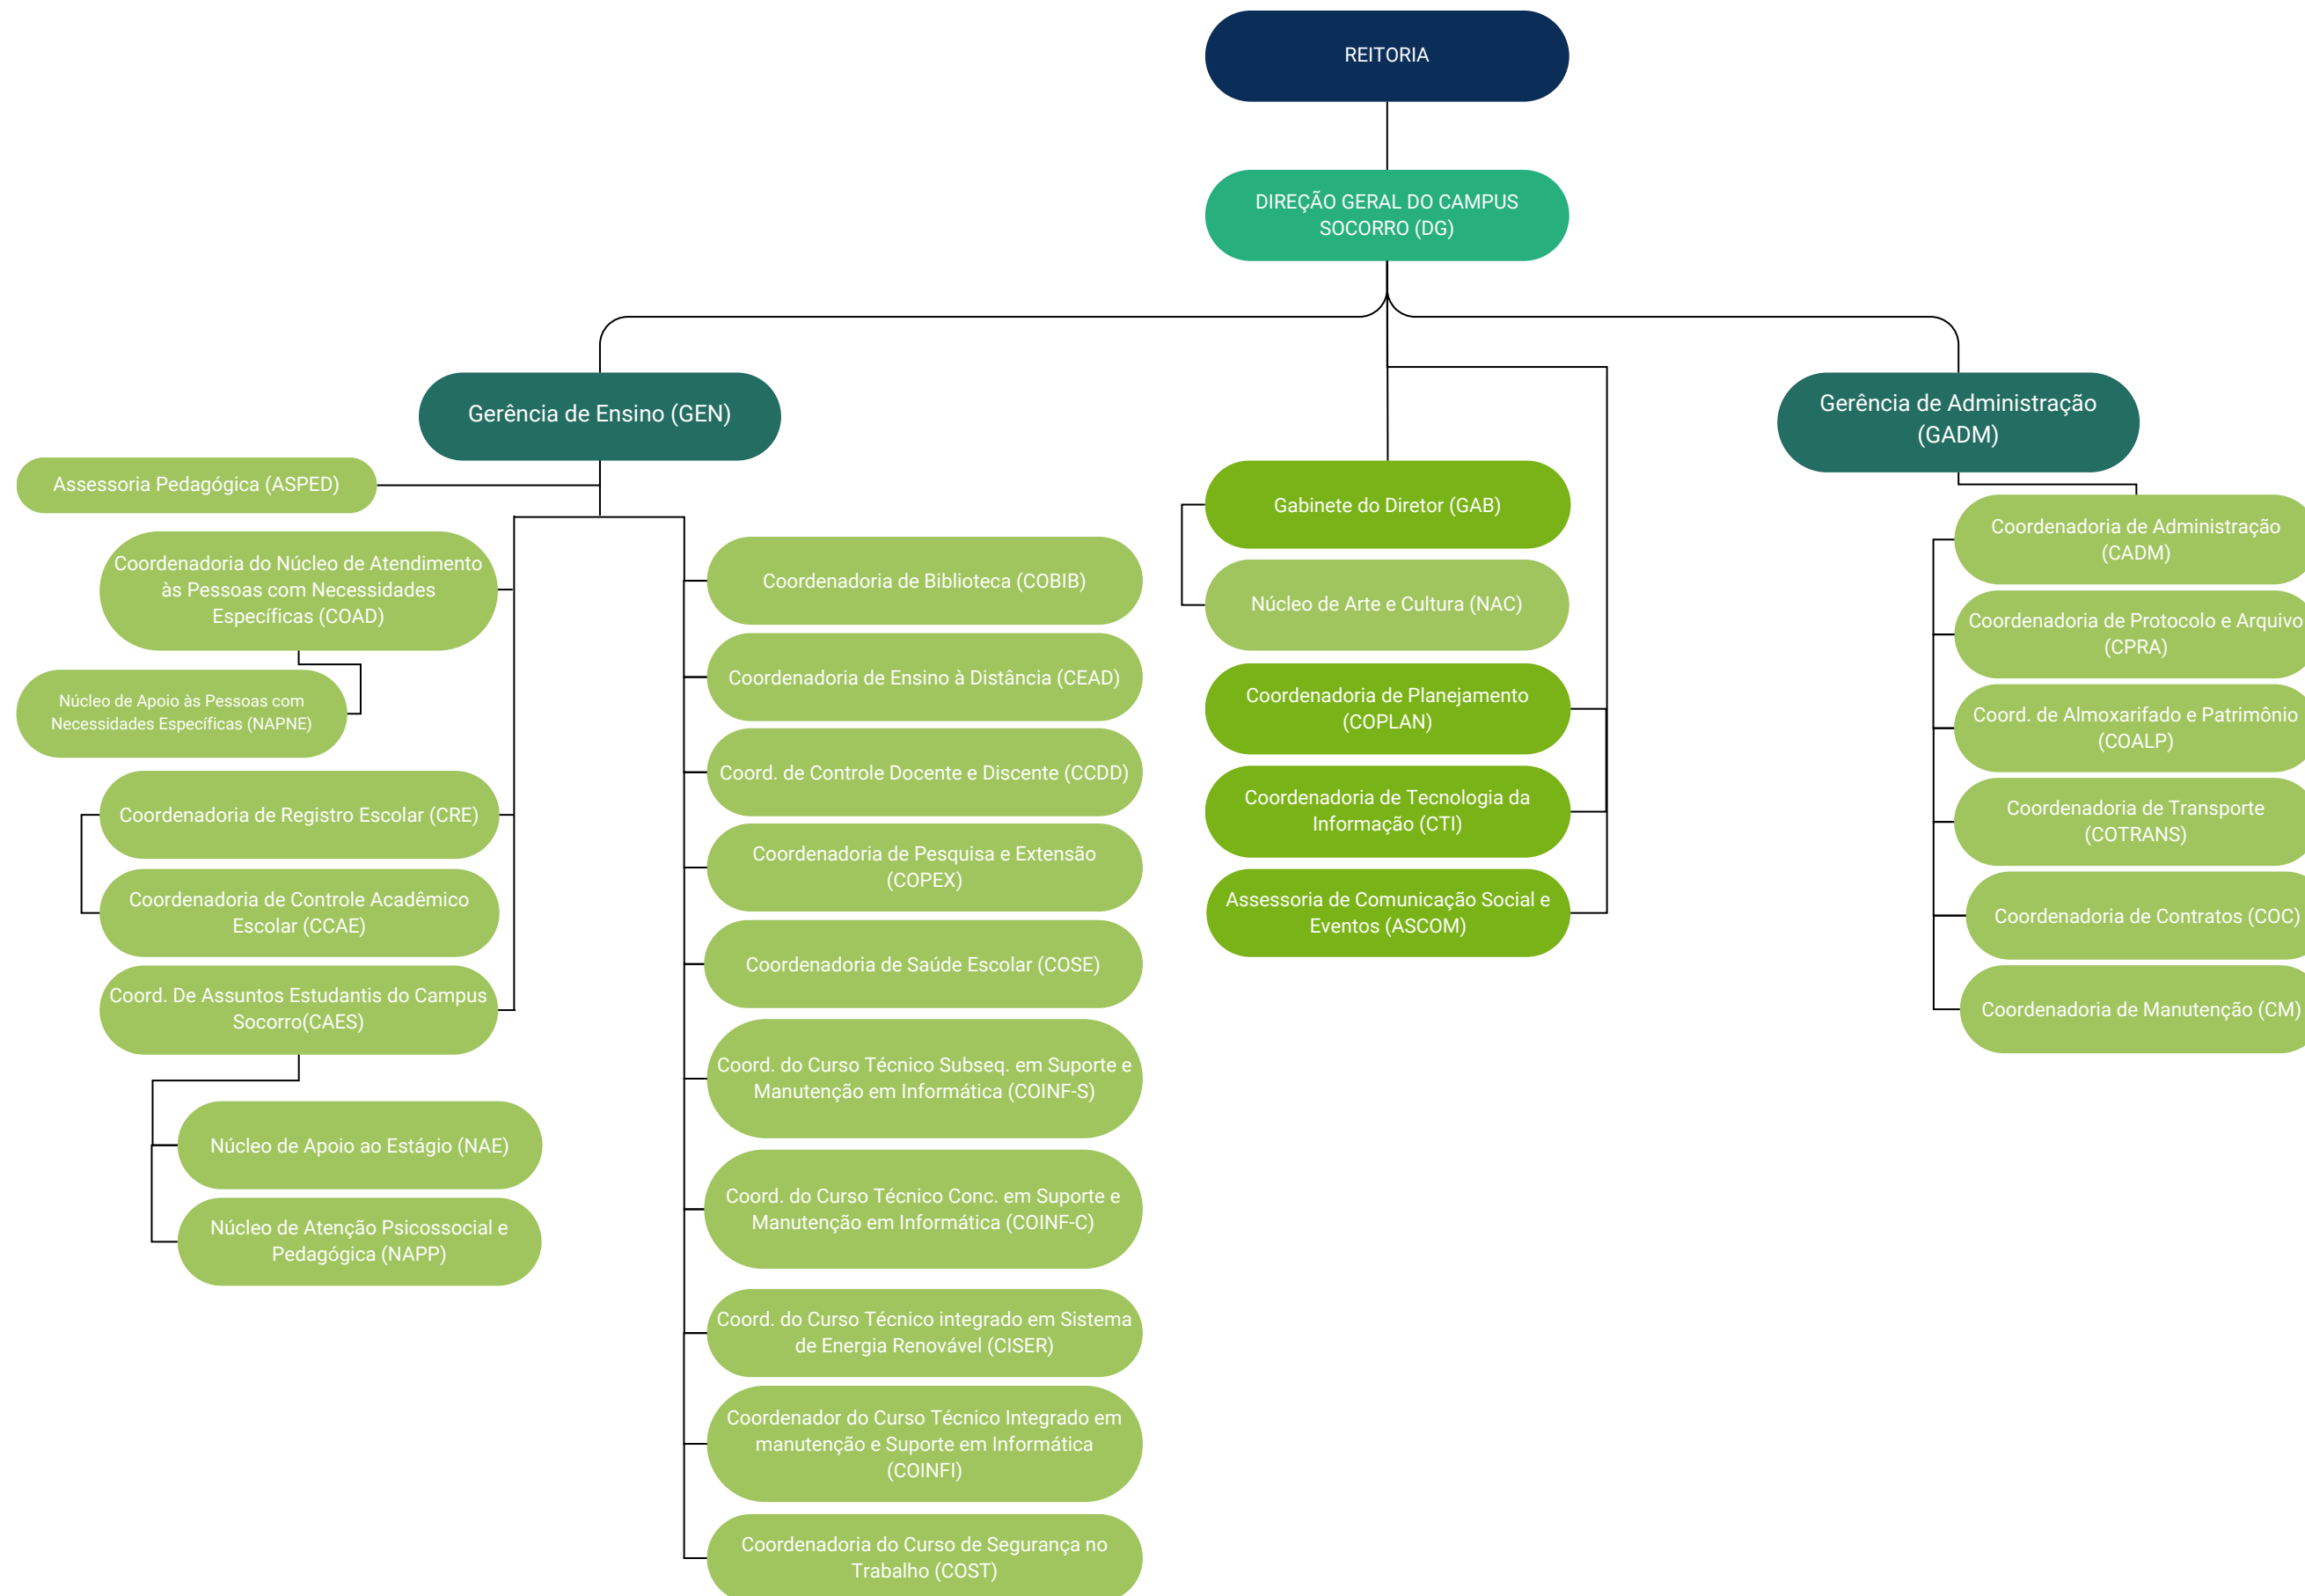 REITORIA
DIREÇÃO GERAL DO CAMPUS
SOCORRO (DG)
Gerência de Ensino (GEN)
Assessoria Pedagógica (ASPED)
Coordenadoria do Núcleo de Atendimento
às Pessoas com Necessidades
Específicas (COAD)
Núcleo de Apoio às Pessoas com
Necessidades Específicas (NAPNE)
Coordenadoria de Registro Escolar (CRE)
Coordenadoria de Controle Acadêmico
Escolar (CCAE)
Coord. De Assuntos Estudantis do Campus
Socorro(CAES)
Núcleo de Apoio ao Estágio (NAE)
Núcleo de Atenção Psicossocial e
Pedagógica (NAPP)
Coordenadoria de Biblioteca (COBIB)
Coordenadoria de Ensino à Distância (CEAD)
Coord. de Controle Docente e Discente (CCDD)
Coordenadoria de Pesquisa e Extensão
(COPEX)
Coordenadoria de Saúde Escolar (COSE)
Coord. do Curso Técnico Subseq. em Suporte e
Manutenção em Informática (COINF-S)
Coord. do Curso Técnico Conc. em Suporte e
Manutenção em Informática (COINF-C)
Coord. do Curso Técnico integrado em Sistema
de Energia Renovável (CISER)
Coordenador do Curso Técnico Integrado em
manutenção e Suporte em Informática
(COINFI)
Coordenadoria do Curso de Segurança no
Trabalho (COST)
Gabinete do Diretor (GAB)
Núcleo de Arte e Cultura (NAC)
Coordenadoria de Planejamento
(COPLAN)
Coordenadoria de Tecnologia da
Informação (CTI)
Assessoria de Comunicação Social e
Eventos (ASCOM)
Gerência de Administração
(GADM)
Coordenadoria de Administração
(CADM)
Coordenadoria de Protocolo e Arquivo
(CPRA)
Coord. de Almoxarifado e Patrimônio
(COALP)
Coordenadoria de Transporte
(COTRANS)
Coordenadoria de Contratos (COC)
Coordenadoria de Manutenção (CM)